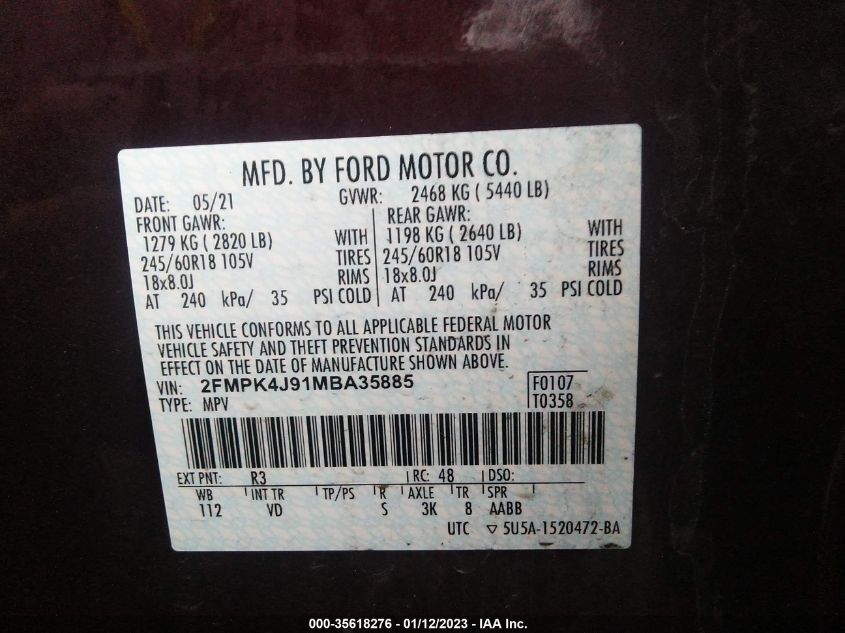 MFD. BY FORD MOTOR CO.
DATE: 05/21 GVWR: 2468 KG ( 5440 LB)
FRONT GAWR: REAR GAWR:
1279 KG ( 2820 LB) WITH 1198 KG ( 2640 LB) WITH
245/60R18 105V TIRES 245/60R18 105V TIRES
18x8.0J RIMS 18x8.0J RIMS
AT 240 kPa/ 35 PSI COLD AT 240 kPa/ 35 PSI COLD
THIS VEHICLE CONFORMS TO ALL APPLICABLE FEDERAL MOTOR
VEHICLE SAFETY AND THEFT PREVENTION STANDARDS IN
EFFECT ON THE DATE OF MANUFACTURE SHOWN ABOVE.
VIN: 2FMPK4J91MBA35885 F0107
TYPE: MPV T0358
EXT PNT: R3 RC: 48 DSO:
WB INT TR TP/PS R AXLE TR SPR
112 VD S 3K 8 AABB
UTC ▽ 5U5A-1520472-BA
000-35618276 - 01/12/2023 - IAA Inc.